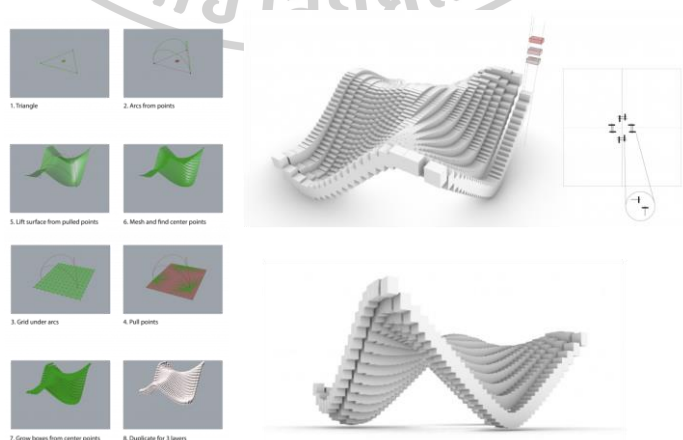 1. Triangle
2. Arcs from points
5. Lift surface from pulled points
6. Mesh and find center points
3. Grid under arcs
4. Pull points
7. Grow boxes from center points
8. Duplicate for 3 layers